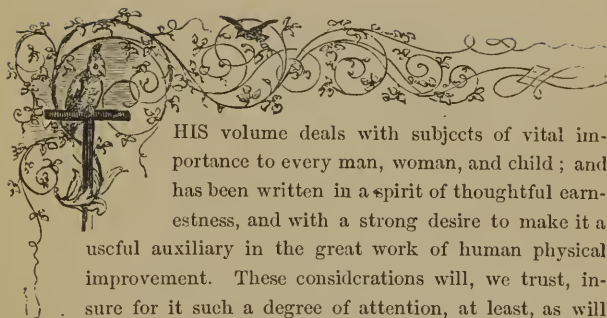 THIS volume deals with subjects of vital im-
portance to every man, woman, and child ; and
has been written in a spirit of thoughtful earn-
estness, and with a strong desire to make it a
useful auxiliary in the great work of human physical
improvement. These considerations will, we trust, in-
sure for it such a degree of attention, at least, as will